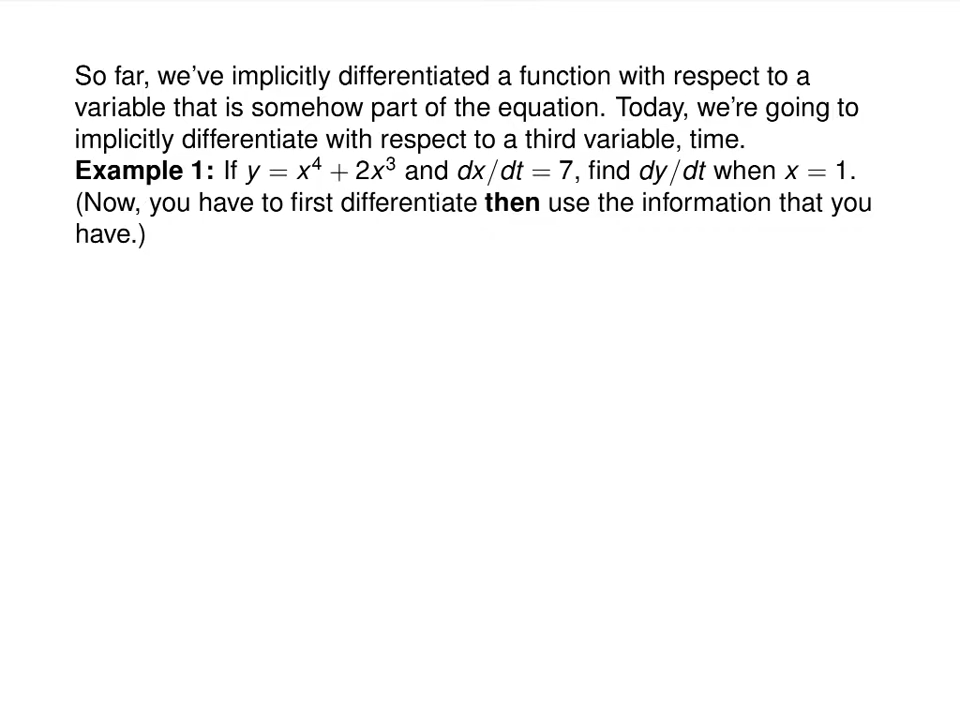 So far, we've implicitly differentiated a function with respect to a
variable that is somehow part of the equation. Today, we're going to
implicitly differentiate with respect to a third variable, time.
Example 1: If y = x⁴ + 2x³ and dx/dt = 7, find dy/dt when x = 1.
(Now, you have to first differentiate then use the information that you
have.)